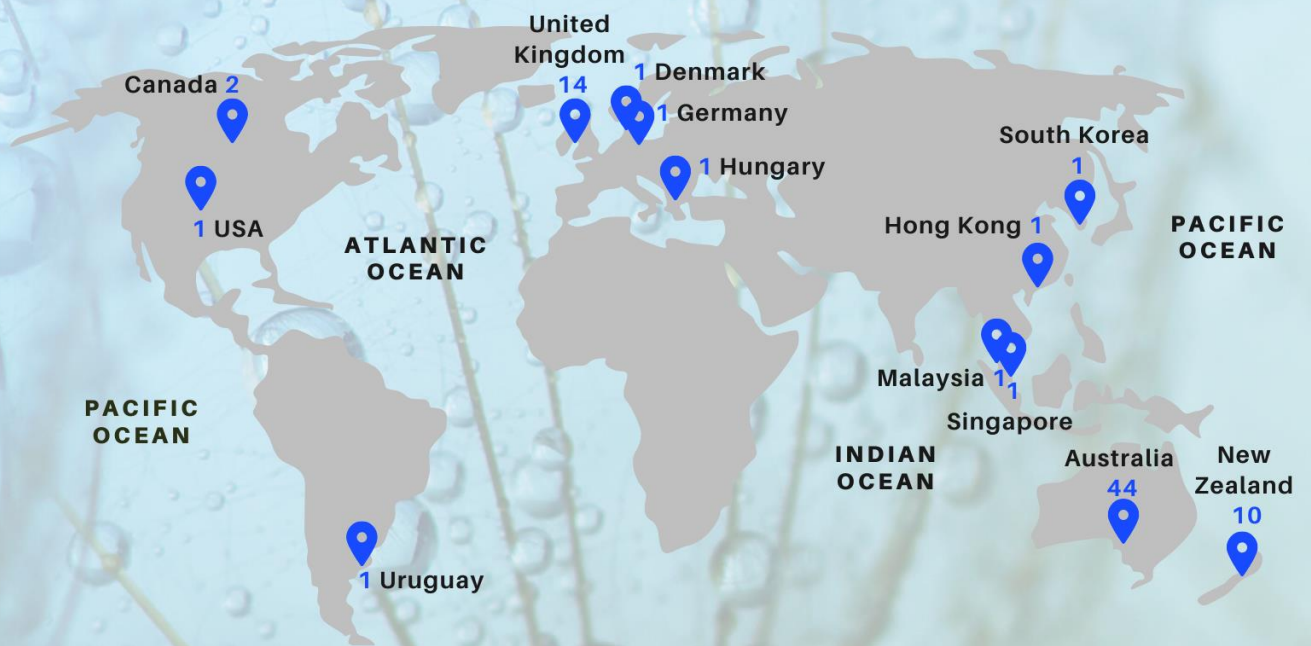 United
Kingdom
14
1 Denmark
Canada 2
1 Germany
South Korea
1
1 Hungary
1 USA
Hong Kong 1
PACIFIC
OCEAN
ATLANTIC
OCEAN
Malaysia 1
1
Singapore
PACIFIC
OCEAN
INDIAN
OCEAN
Australia
44
New
Zealand
10
1 Uruguay